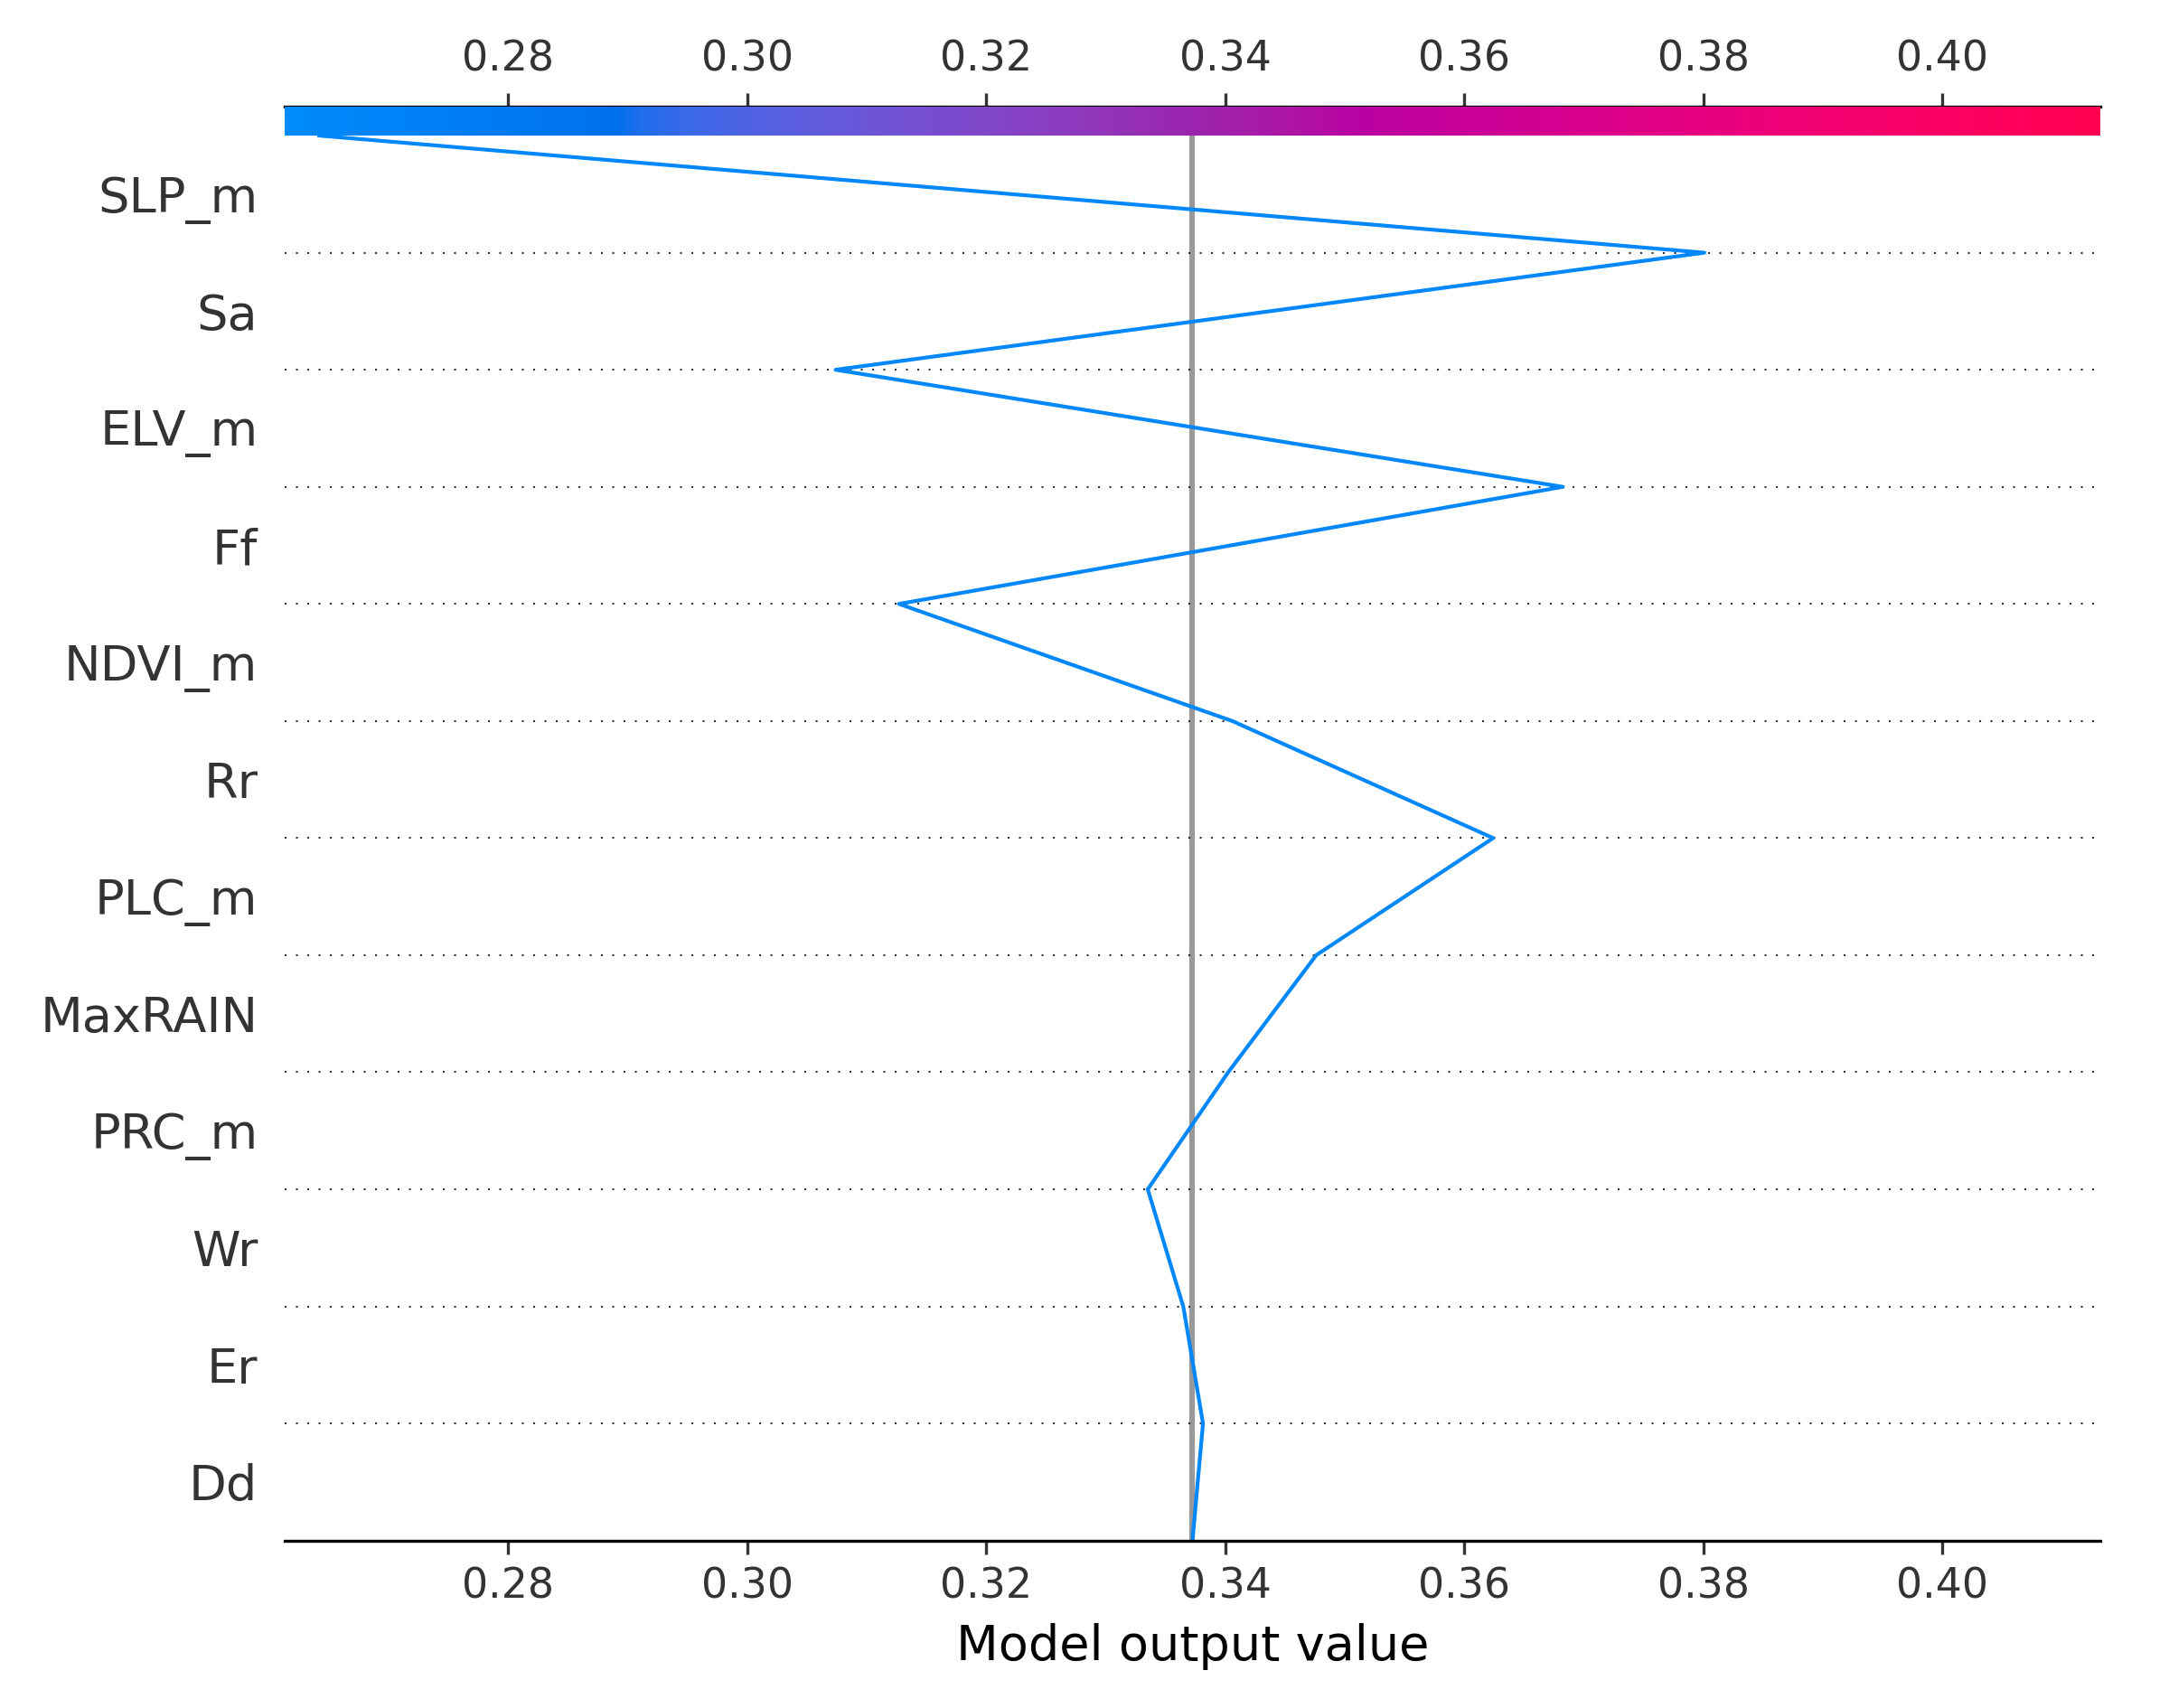 0.28 0.30 0.32 0.34 0.36 0.38 0.40
SLP_m
Sa
ELV_m
Ff
NDVI_m
Rr
PLC_m
MaxRAIN
PRC_m
Wr
Er
Dd
0.28 0.30 0.32 0.34 0.36 0.38 0.40
Model output value